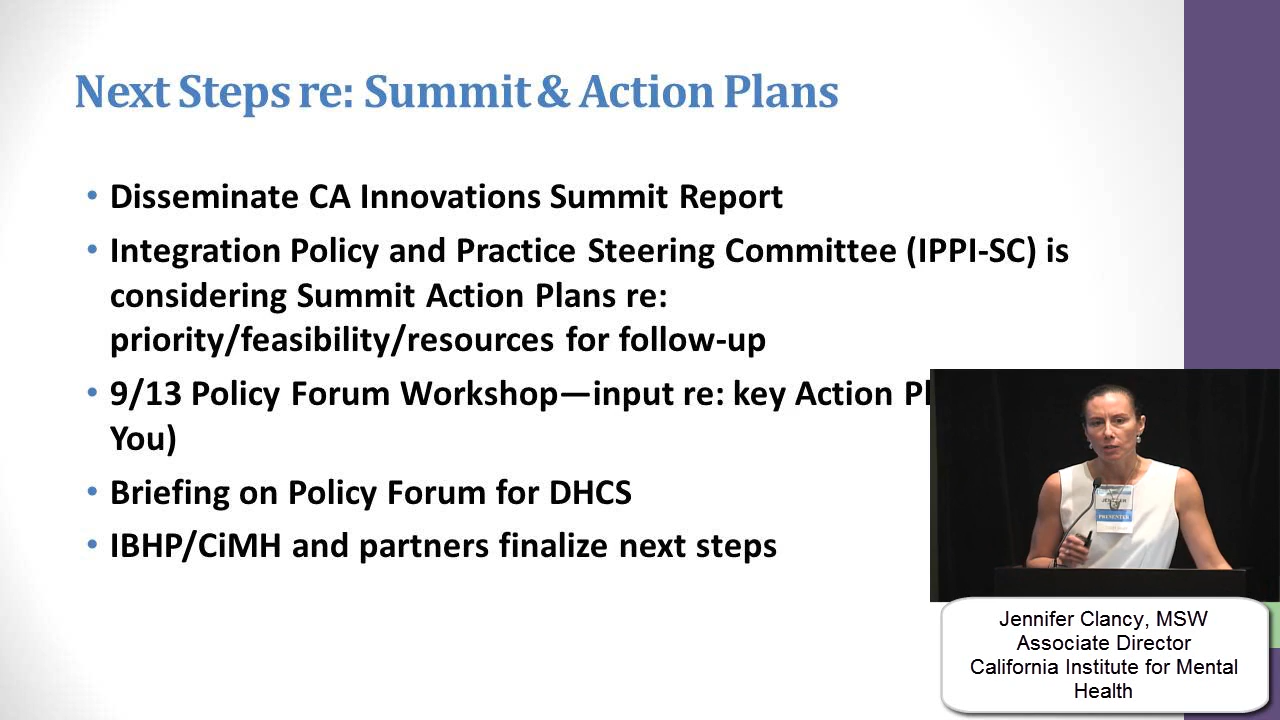 Next Steps re: Summit & Action Plans
• Disseminate CA Innovations Summit Report
• Integration Policy and Practice Steering Committee (IPPI-SC) is
considering Summit Action Plans re:
priority/feasibility/resources for follow-up
• 9/13 Policy Forum Workshop—input re: key Action
You)
• Briefing on Policy Forum for DHCS
• IBHP/CiMH and partners finalize next steps
PRESENTER
Jennifer Clancy, MSW
Associate Director
California Institute for Mental
Health